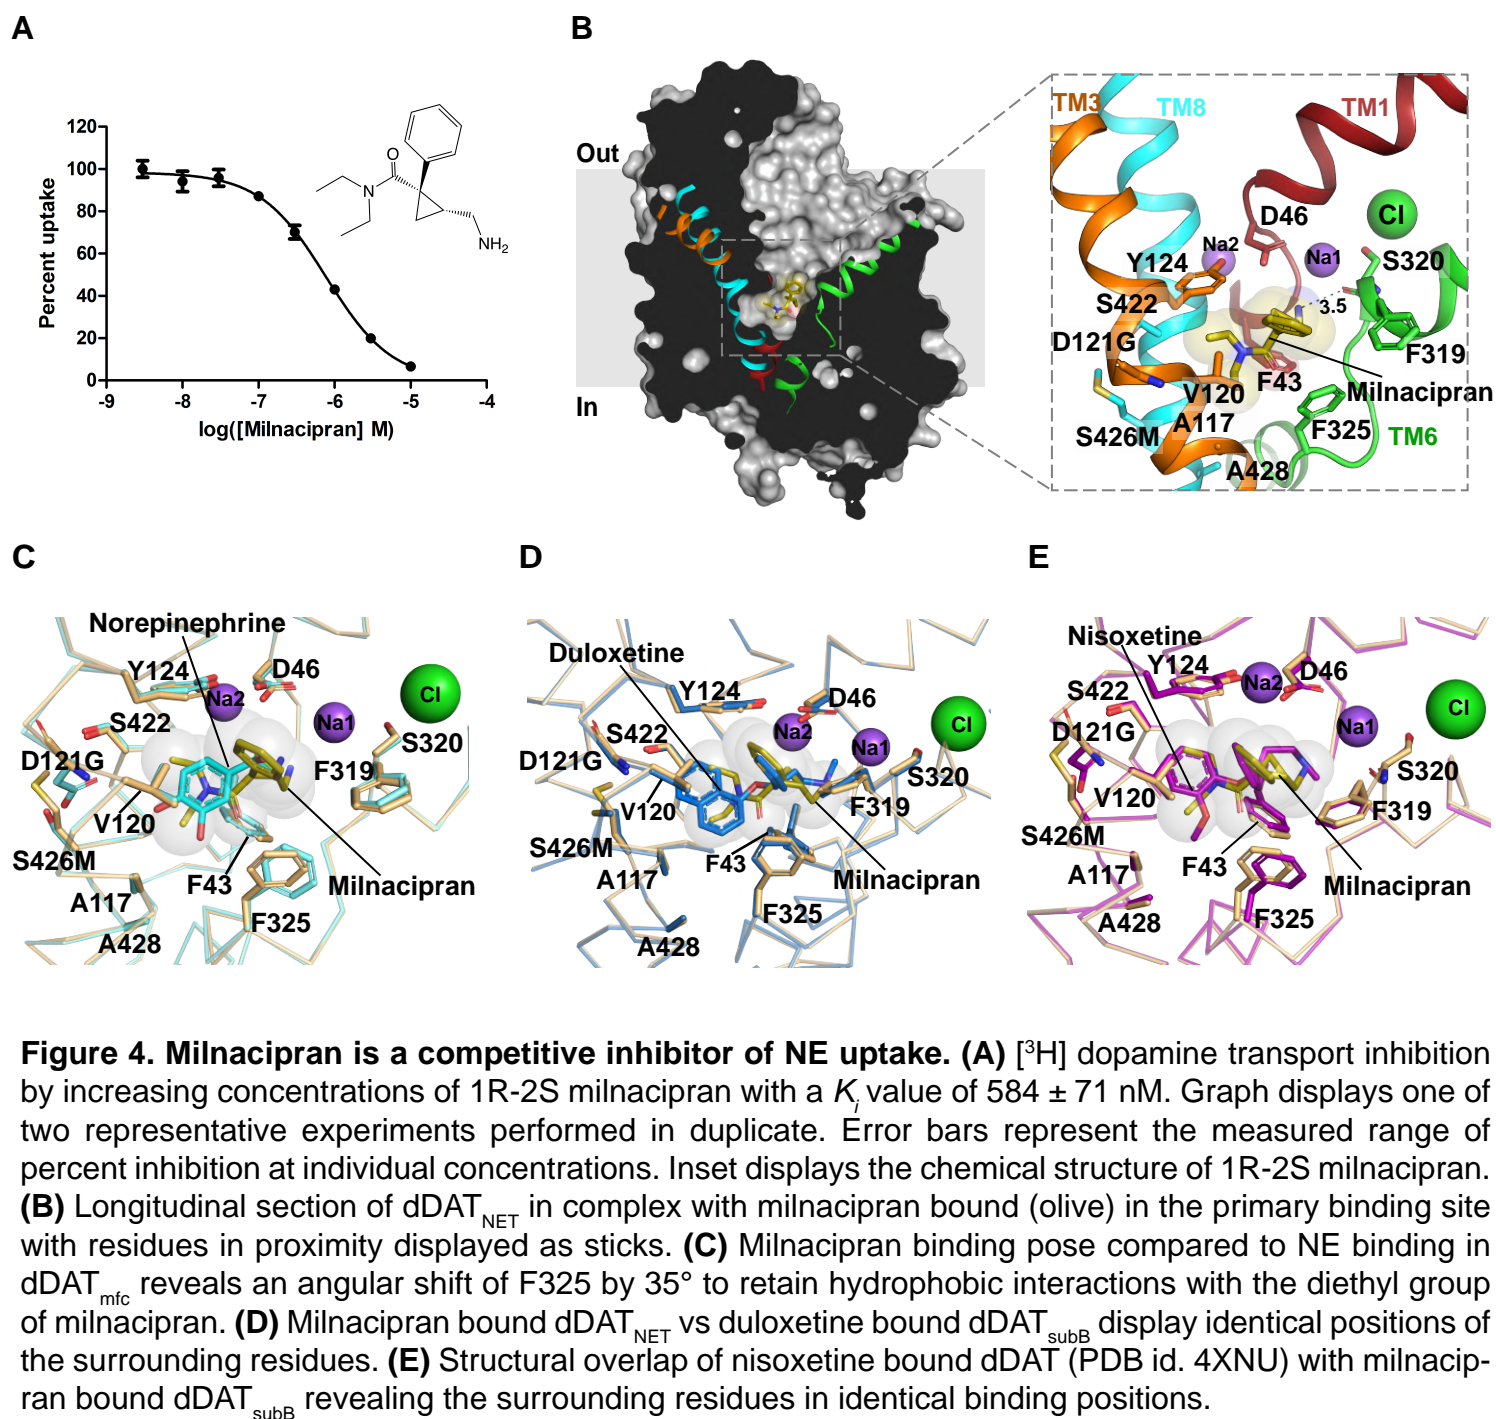 A
120
100
80
60
40
20
0
Percent uptake
-9
-8
-7
-6
-5
-4
log([Milnacipran] M)
O
N
NH2
B
Out
In
TM3
TM8
TM1
D46
Cl
Na2
Na1
Y124
S320
S422
3.5
D121G
F319
V120
F43
Milnacipran
A117
S426M
F325
TM6
A428
C
Norepinephrine
Y124
D46
Na2
Cl
Na1
S422
S320
D121G
F319
V120
S426M
F43
Milnacipran
A117
F325
A428
D
Duloxetine
Y124
D46
Cl
Na2
S422
Na1
D121G
S320
V120
F319
S426M
F43
A117
Milnacipran
F325
A428
E
Nisoxetine
Y124
Na2
D46
S422
Cl
Na1
D121G
S320
V120
F319
S426M
F43
A117
Milnacipran
A428
F325
Figure 4. Milnacipran is a competitive inhibitor of NE uptake. (A) [3H] dopamine transport inhibition
by increasing concentrations of 1R-2S milnacipran with a Ki value of 584 ± 71 nM. Graph displays one of
two representative experiments performed in duplicate. Error bars represent the measured range of
percent inhibition at individual concentrations. Inset displays the chemical structure of 1R-2S milnacipran.
(B) Longitudinal section of dDATNET in complex with milnacipran bound (olive) in the primary binding site
with residues in proximity displayed as sticks. (C) Milnacipran binding pose compared to NE binding in
dDATmfc reveals an angular shift of F325 by 35° to retain hydrophobic interactions with the diethyl group
of milnacipran. (D) Milnacipran bound dDATNET vs duloxetine bound dDATsubB display identical positions of
the surrounding residues. (E) Structural overlap of nisoxetine bound dDAT (PDB id. 4XNU) with milnacip-
ran bound dDATsubB revealing the surrounding residues in identical binding positions.